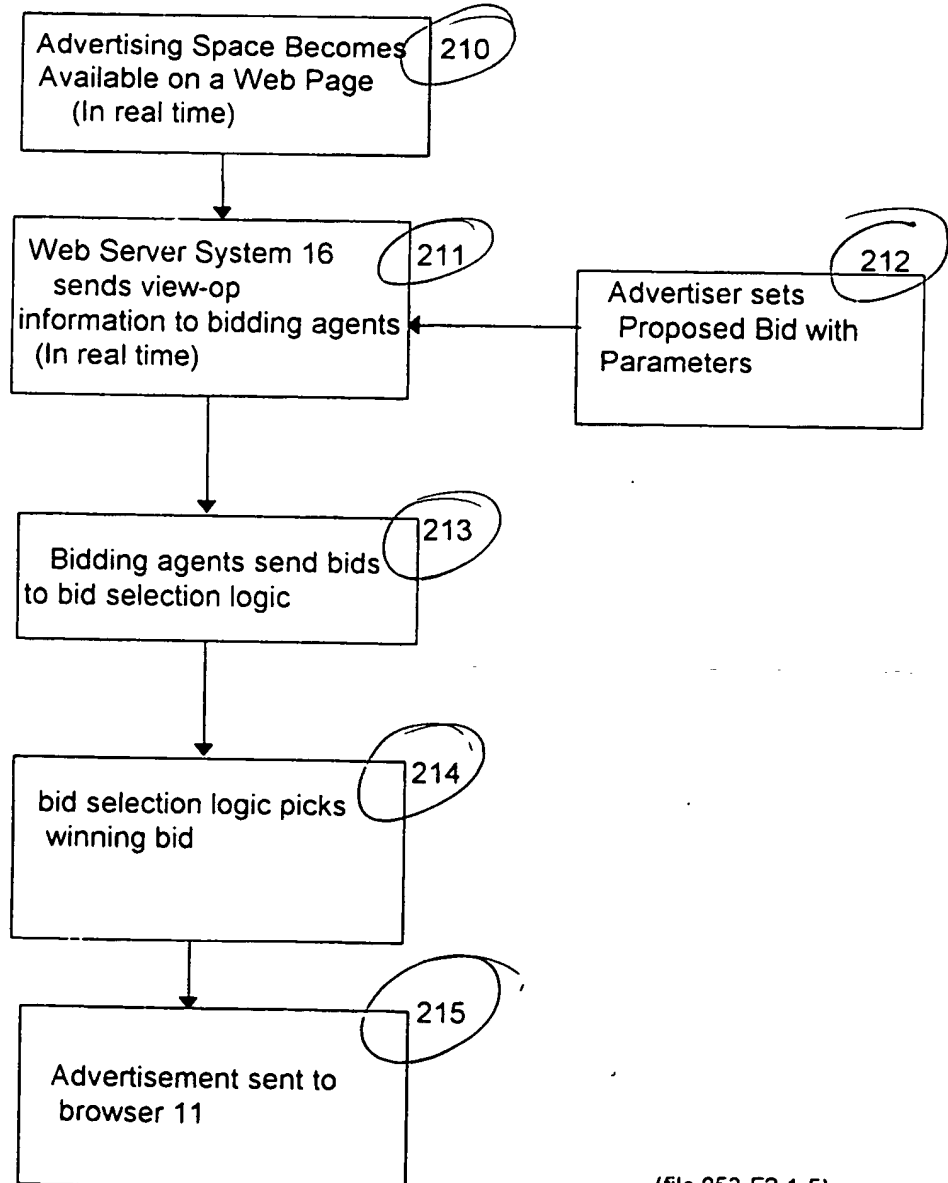 Advertising Space Becomes
Available on a Web Page
(In real time)
210
Web Server System 16
sends view-op
information to bidding agents
(In real time)
211
212
Advertiser sets
Proposed Bid with
Parameters
213
Bidding agents send bids
to bid selection logic
214
bid selection logic picks
winning bid
215
Advertisement sent to
browser 11